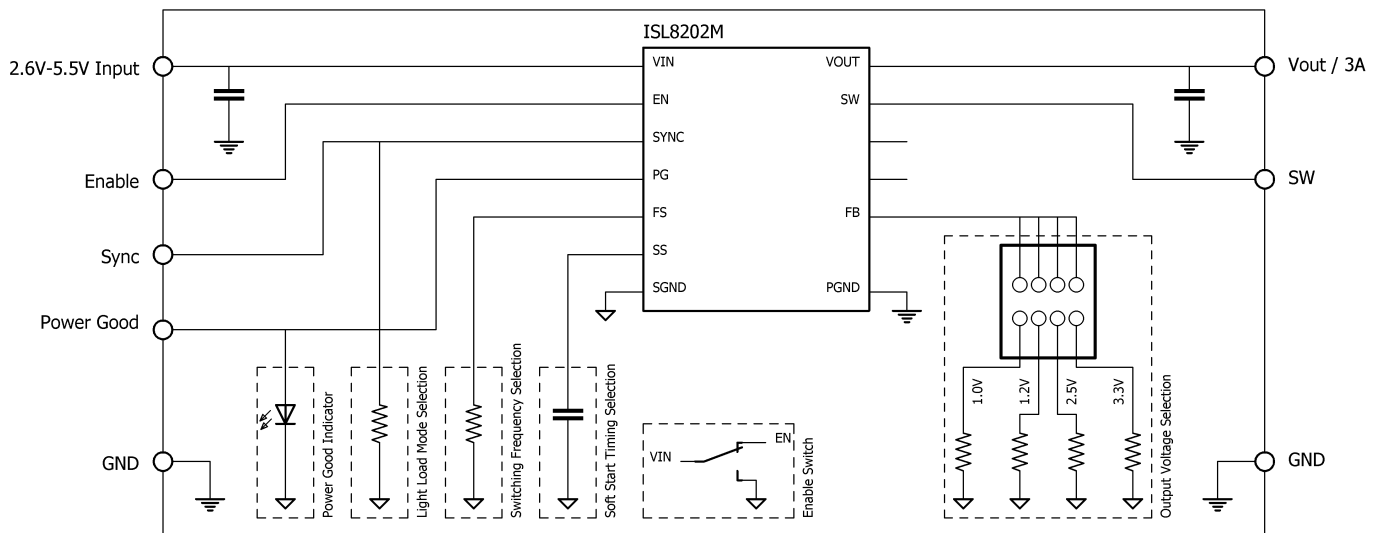 ISL8202M
2.6V-5.5V Input
VIN
VOUT
Vout / 3A
EN
SW
SYNC
Enable
PG
SW
FS
FB
Sync
SS
SGND
PGND
Power Good
Power Good Indicator
Light Load Mode Selection
Switching Frequency Selection
Soft Start Timing Selection
VIN
EN
Enable Switch
1.0V
1.2V
2.5V
3.3V
Output Voltage Selection
GND
GND